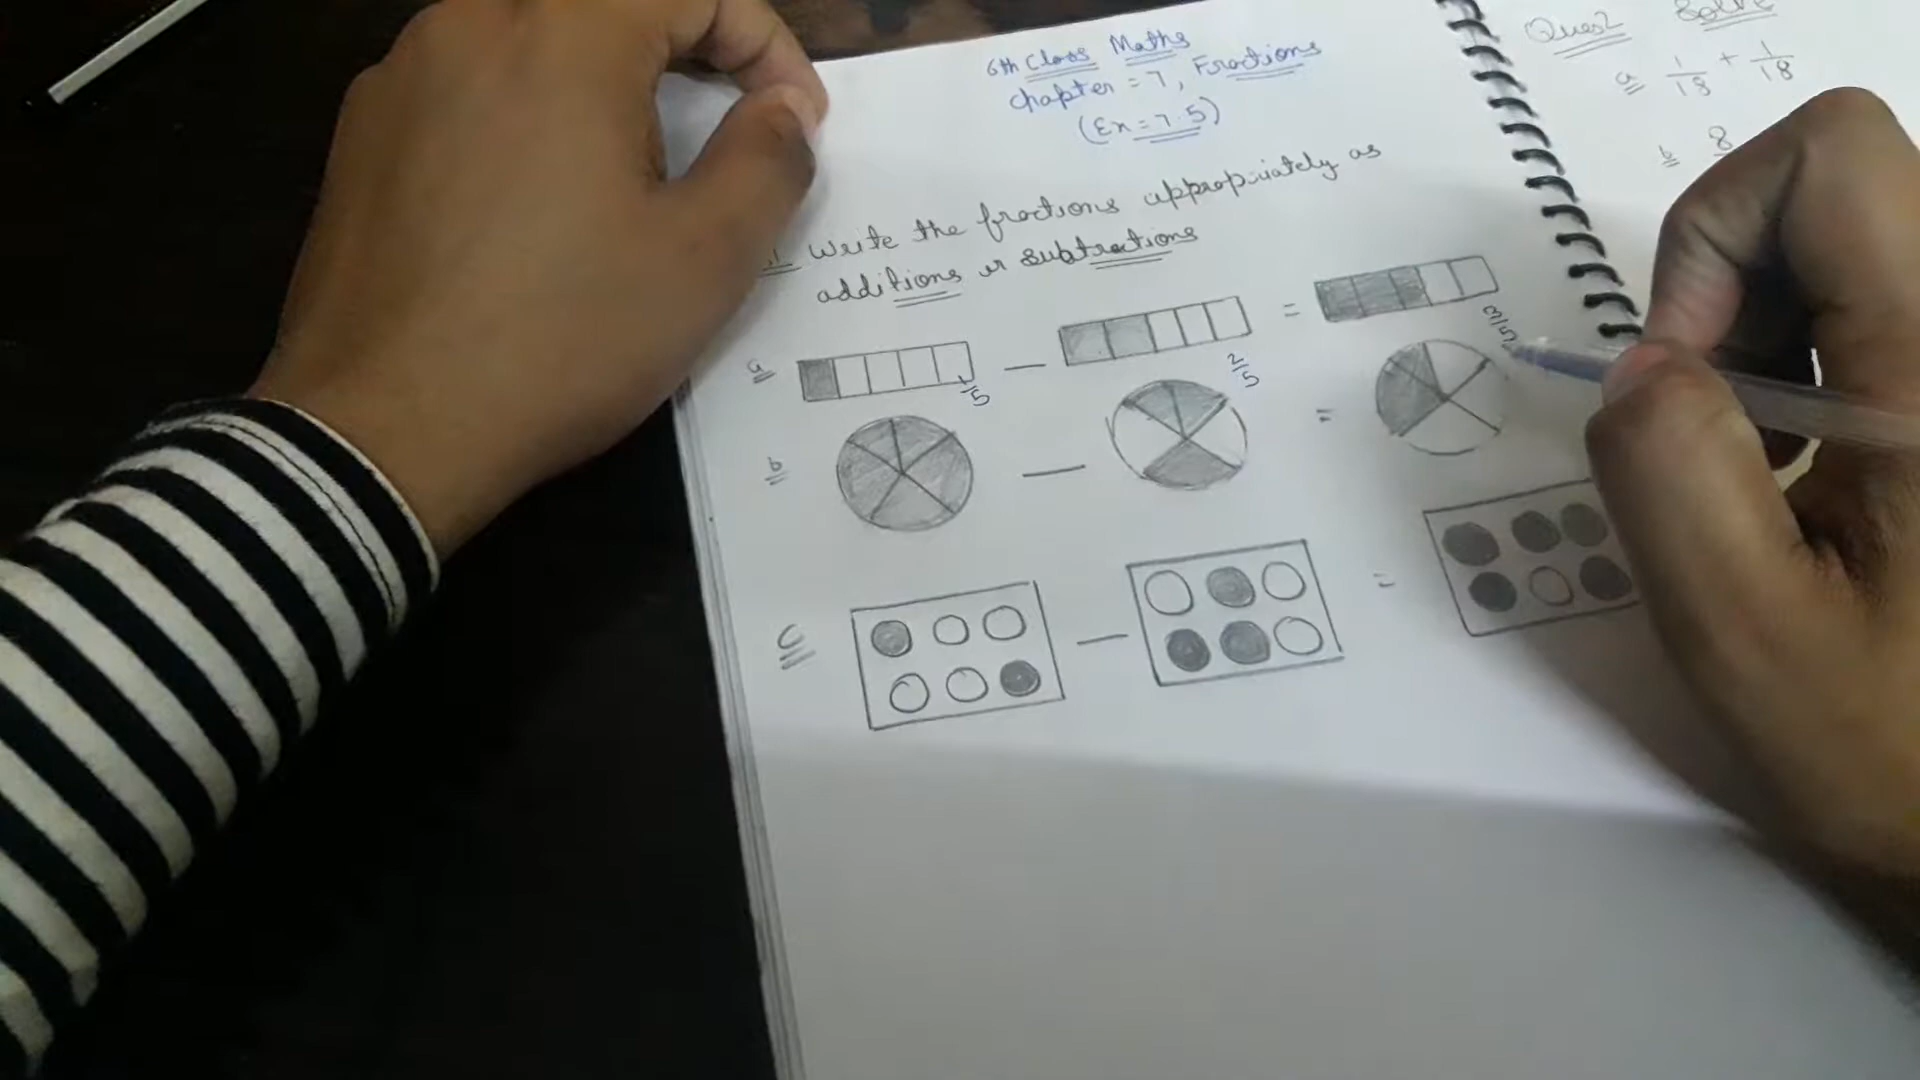 6th Class Maths
Chapter = 7, Fractions
(Ex = 7.5)
Write the fractions appropriately as
additions or subtractions
a 1/5 — 2/5 = 3/5
b — =
c — =
Ques2 Solve
a 1/18 + 1/18
b 8